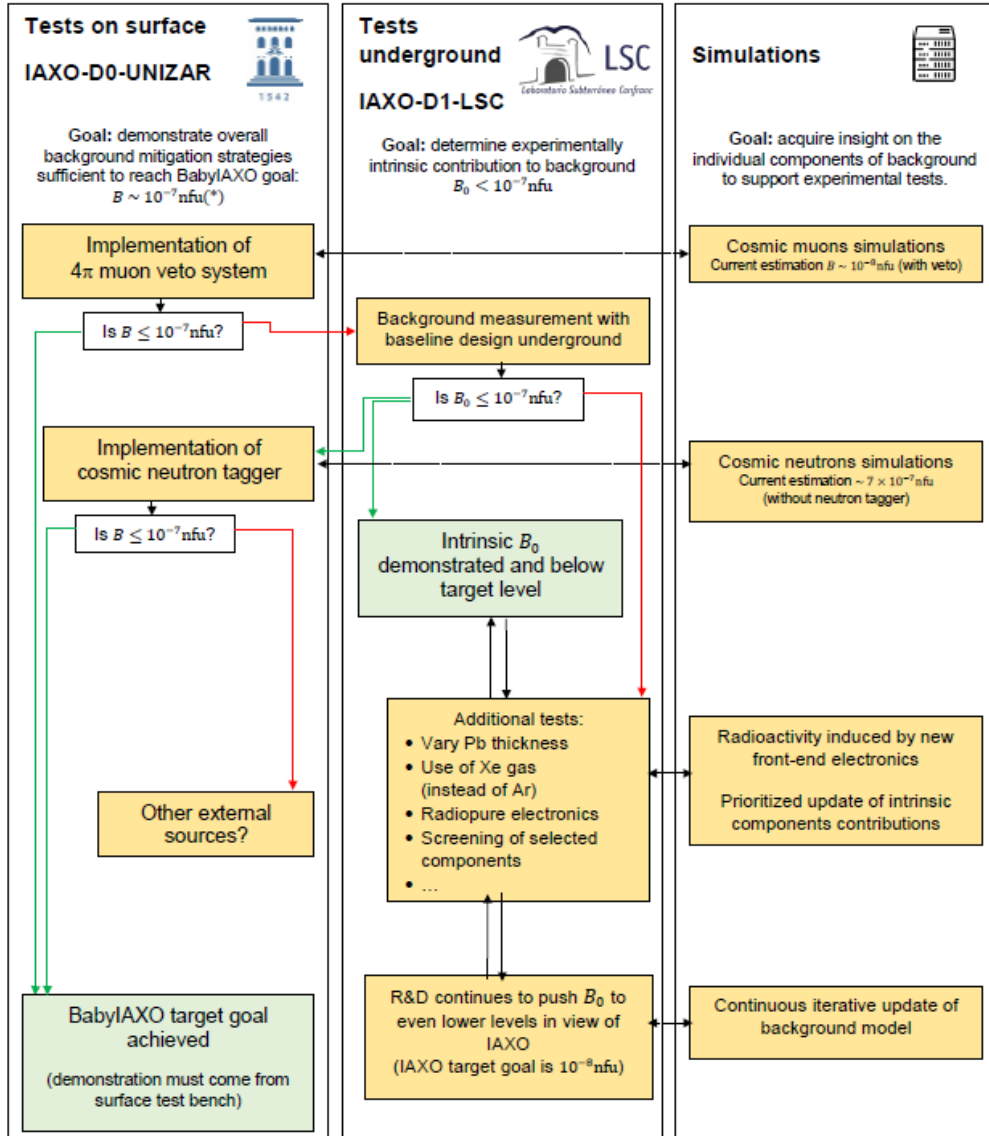 Tests on surface
IAXO-D0-UNIZAR
1542
Goal: demonstrate overall
background mitigation strategies
sufficient to reach BabyIAXO goal:
B ~ 10⁻⁷nfu(*)
Implementation of
4π muon veto system
Is B ≤ 10⁻⁷nfu?
Implementation of
cosmic neutron tagger
Is B ≤ 10⁻⁷nfu?
Other external
sources?
BabyIAXO target goal
achieved
(demonstration must come from
surface test bench)
Tests
underground
LSC
Laboratorio Subterráneo Canfranc
IAXO-D1-LSC
Goal: determine experimentally
intrinsic contribution to background
B₀ < 10⁻⁷nfu
Background measurement with
baseline design underground
Is B₀ ≤ 10⁻⁷nfu?
Intrinsic B₀
demonstrated and below
target level
Additional tests:
• Vary Pb thickness
• Use of Xe gas
(instead of Ar)
• Radiopure electronics
• Screening of selected
components
• ...
R&D continues to push B₀ to
even lower levels in view of
IAXO
(IAXO target goal is 10⁻⁸nfu)
Simulations
Goal: acquire insight on the
individual components of background
to support experimental tests.
Cosmic muons simulations
Current estimation B ~ 10⁻⁸nfu (with veto)
Cosmic neutrons simulations
Current estimation ~ 7 × 10⁻⁷nfu
(without neutron tagger)
Radioactivity induced by new
front-end electronics
Prioritized update of intrinsic
components contributions
Continuous iterative update of
background model